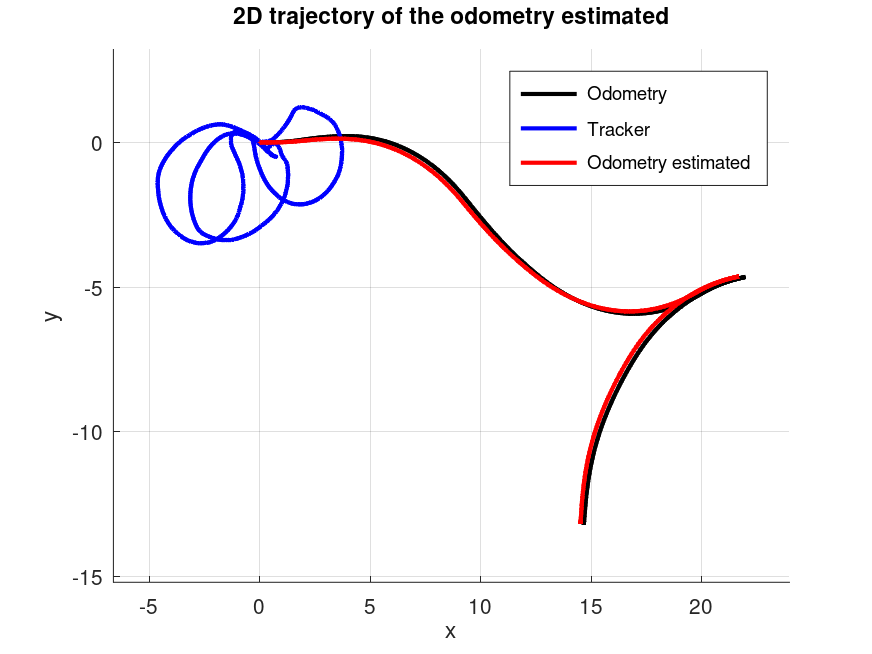 2D trajectory of the odometry estimated
Odometry
Tracker
Odometry estimated
0
-5
-10
-15
y
-5
0
5
10
15
20
x